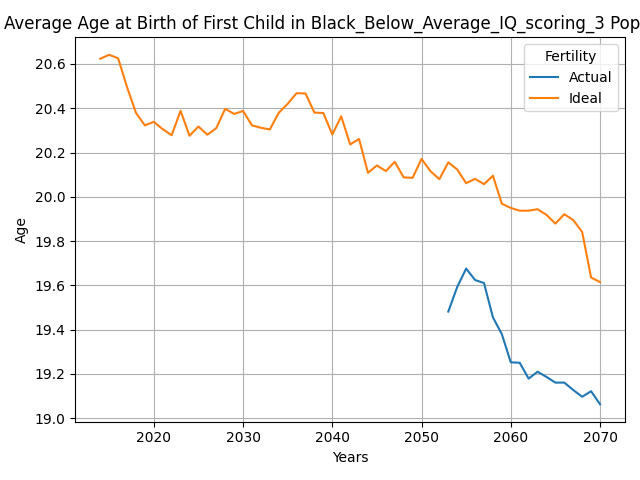 Average Age at Birth of First Child in Black_Below_Average_IQ_scoring_3 Pop
Fertility
Actual
Ideal
Age
20.6
20.4
20.2
20.0
19.8
19.6
19.4
19.2
19.0
2020 2030 2040 2050 2060 2070
Years